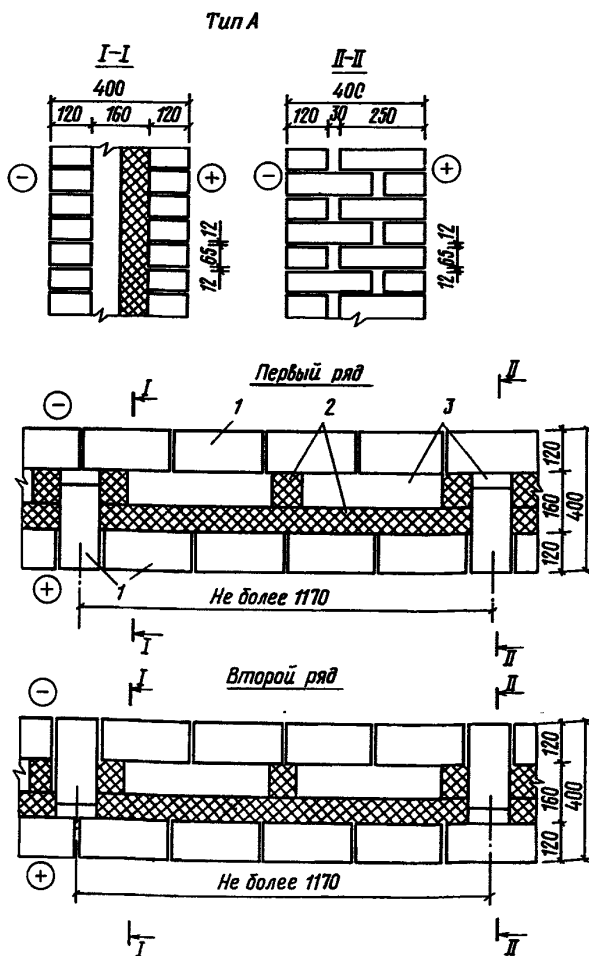 Тип А
I-I
II-II
400
400
120 160 120
120 30 250
−
+
−
+
12 65 12
12 65 12
Первый ряд
I
II
−
1
2
3
120
160
120
400
+
1
Не более 1170
I
II
Второй ряд
I
II
−
120
160
120
400
+
Не более 1170
I
II